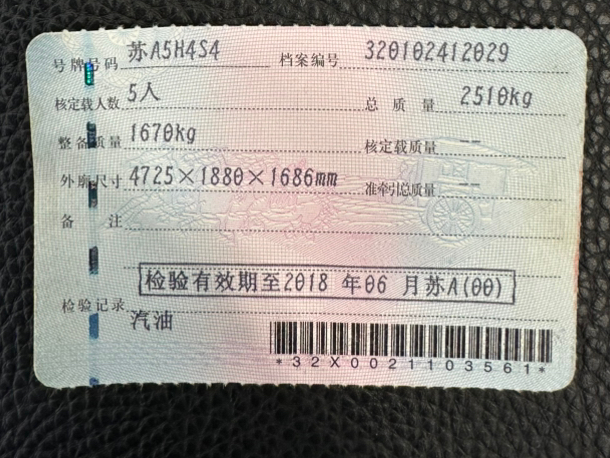 号牌号码 苏A5H4S4 档案编号 320102412029
核定载人数 5人 总质量 2510kg
整备质量 1670kg 核定载质量 --
外廓尺寸 4725×1880×1686mm 准牵引总质量 --
备注
检验有效期至2018 年06 月苏A(00)
检验记录
汽油
*32X0021103561*